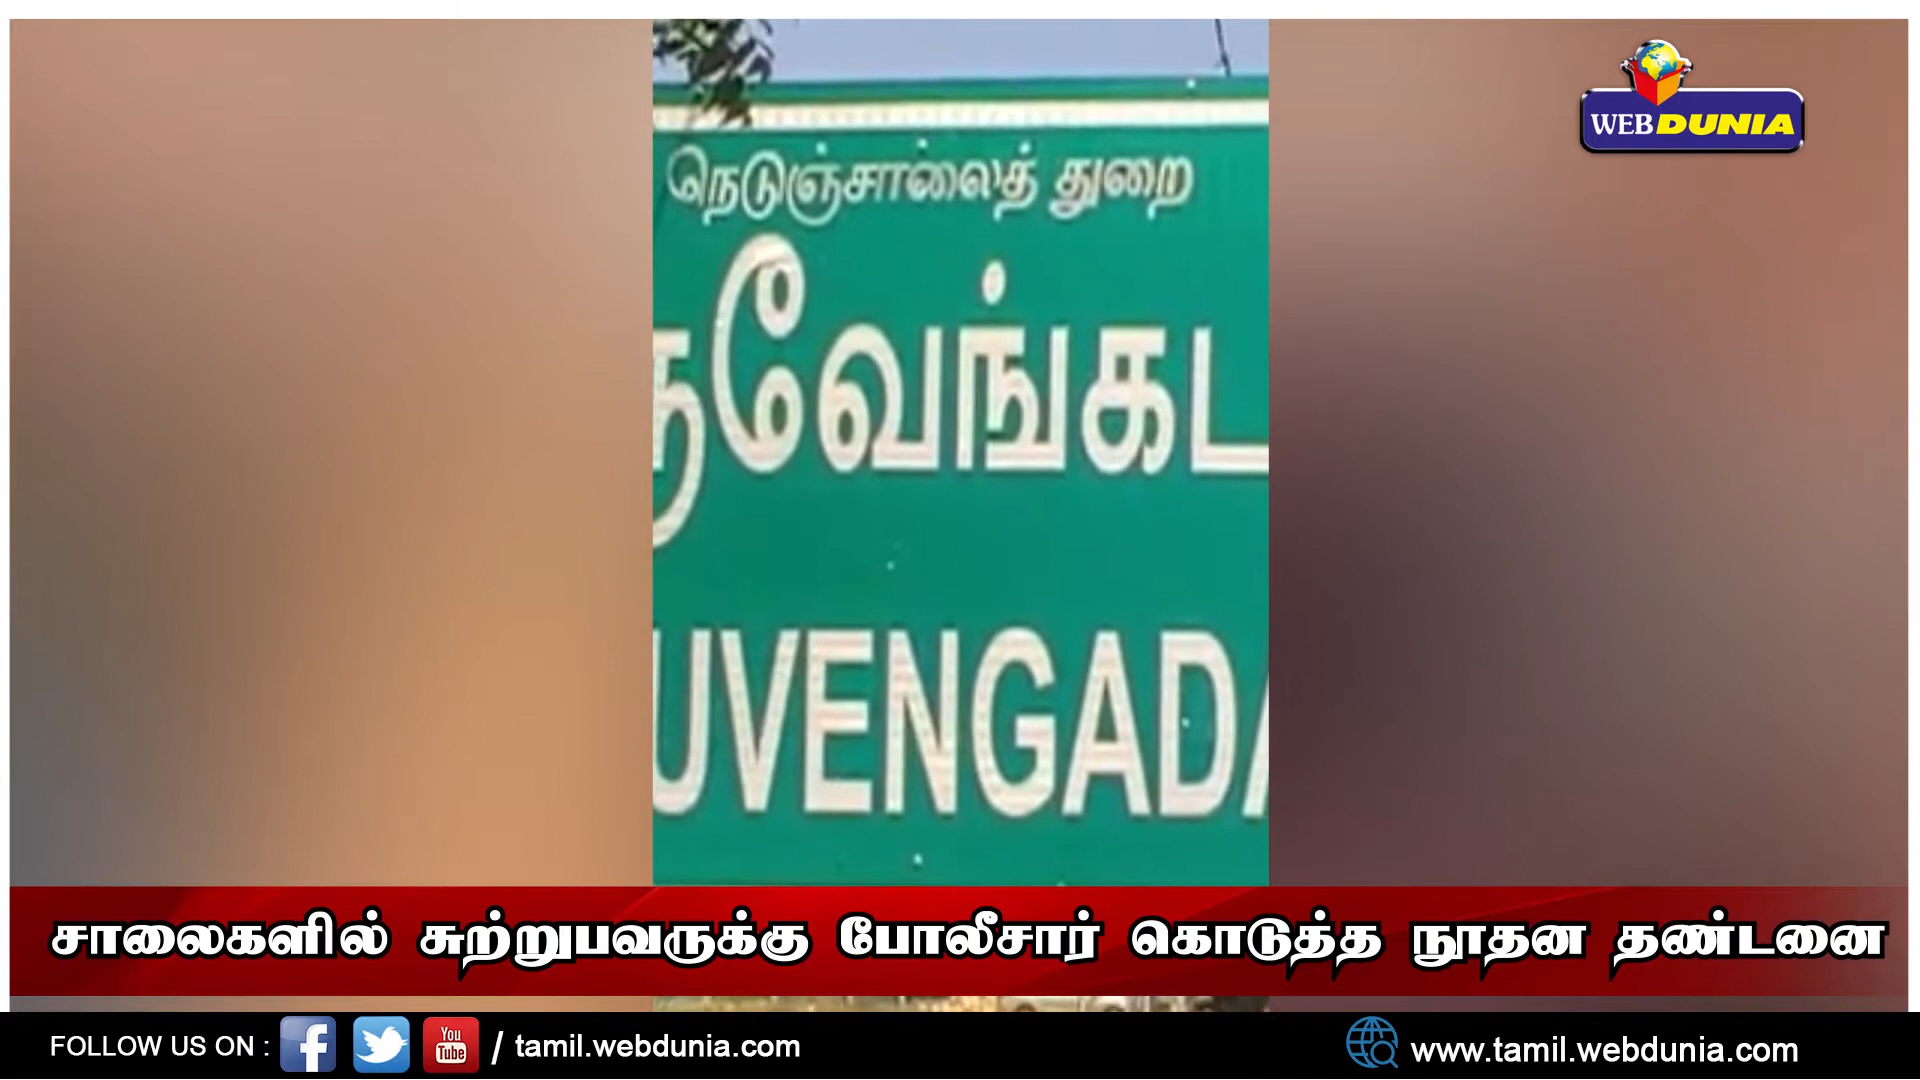 WEBDUNIA
நெடுஞ்சாலைத் துறை
வேங்கட
UVENGADA
சாலைகளில் சுற்றுபவருக்கு போலீசார் கொடுத்த நூதன தண்டனை
FOLLOW US ON : f You Tube / tamil.webdunia.com
www.tamil.webdunia.com